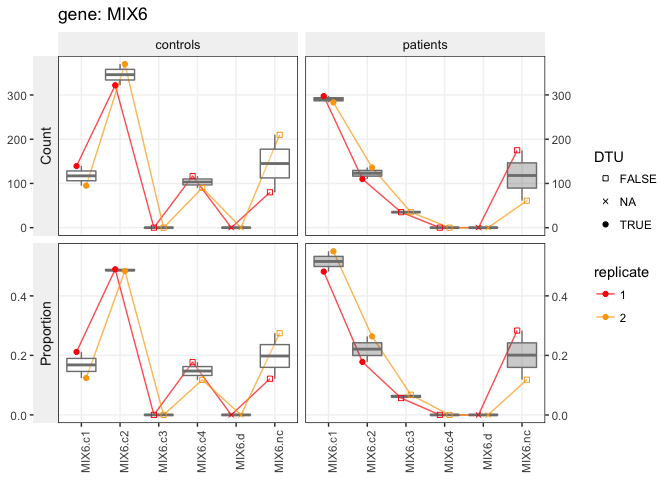 gene: MIX6
controls patients
Count
300 300
200 200
100 100
0 0
Proportion
0.4 0.4
0.2 0.2
0.0 0.0
MIX6.c1 MIX6.c2 MIX6.c3 MIX6.c4 MIX6.d MIX6.nc MIX6.c1 MIX6.c2 MIX6.c3 MIX6.c4 MIX6.d MIX6.nc
DTU
FALSE
NA
TRUE
replicate
1
2